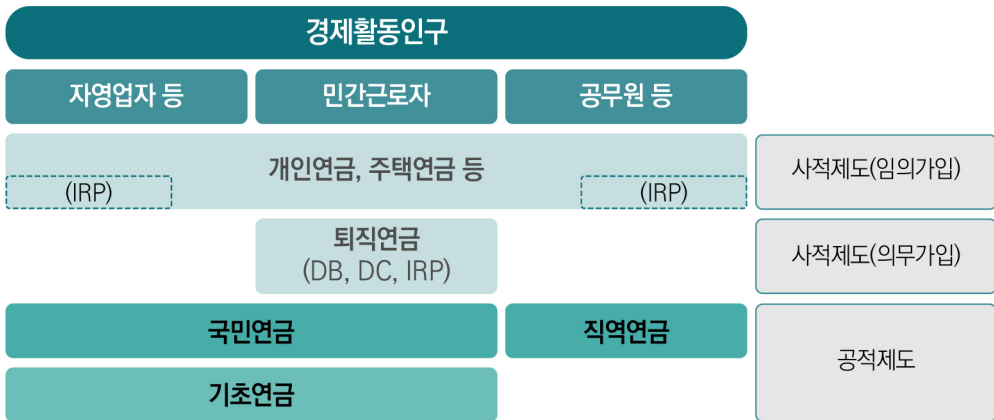 경제활동인구
자영업자 등
민간근로자
공무원 등
개인연금, 주택연금 등
사적제도(임의가입)
(IRP)
(IRP)
퇴직연금
(DB, DC, IRP)
사적제도(의무가입)
국민연금
직역연금
공적제도
기초연금